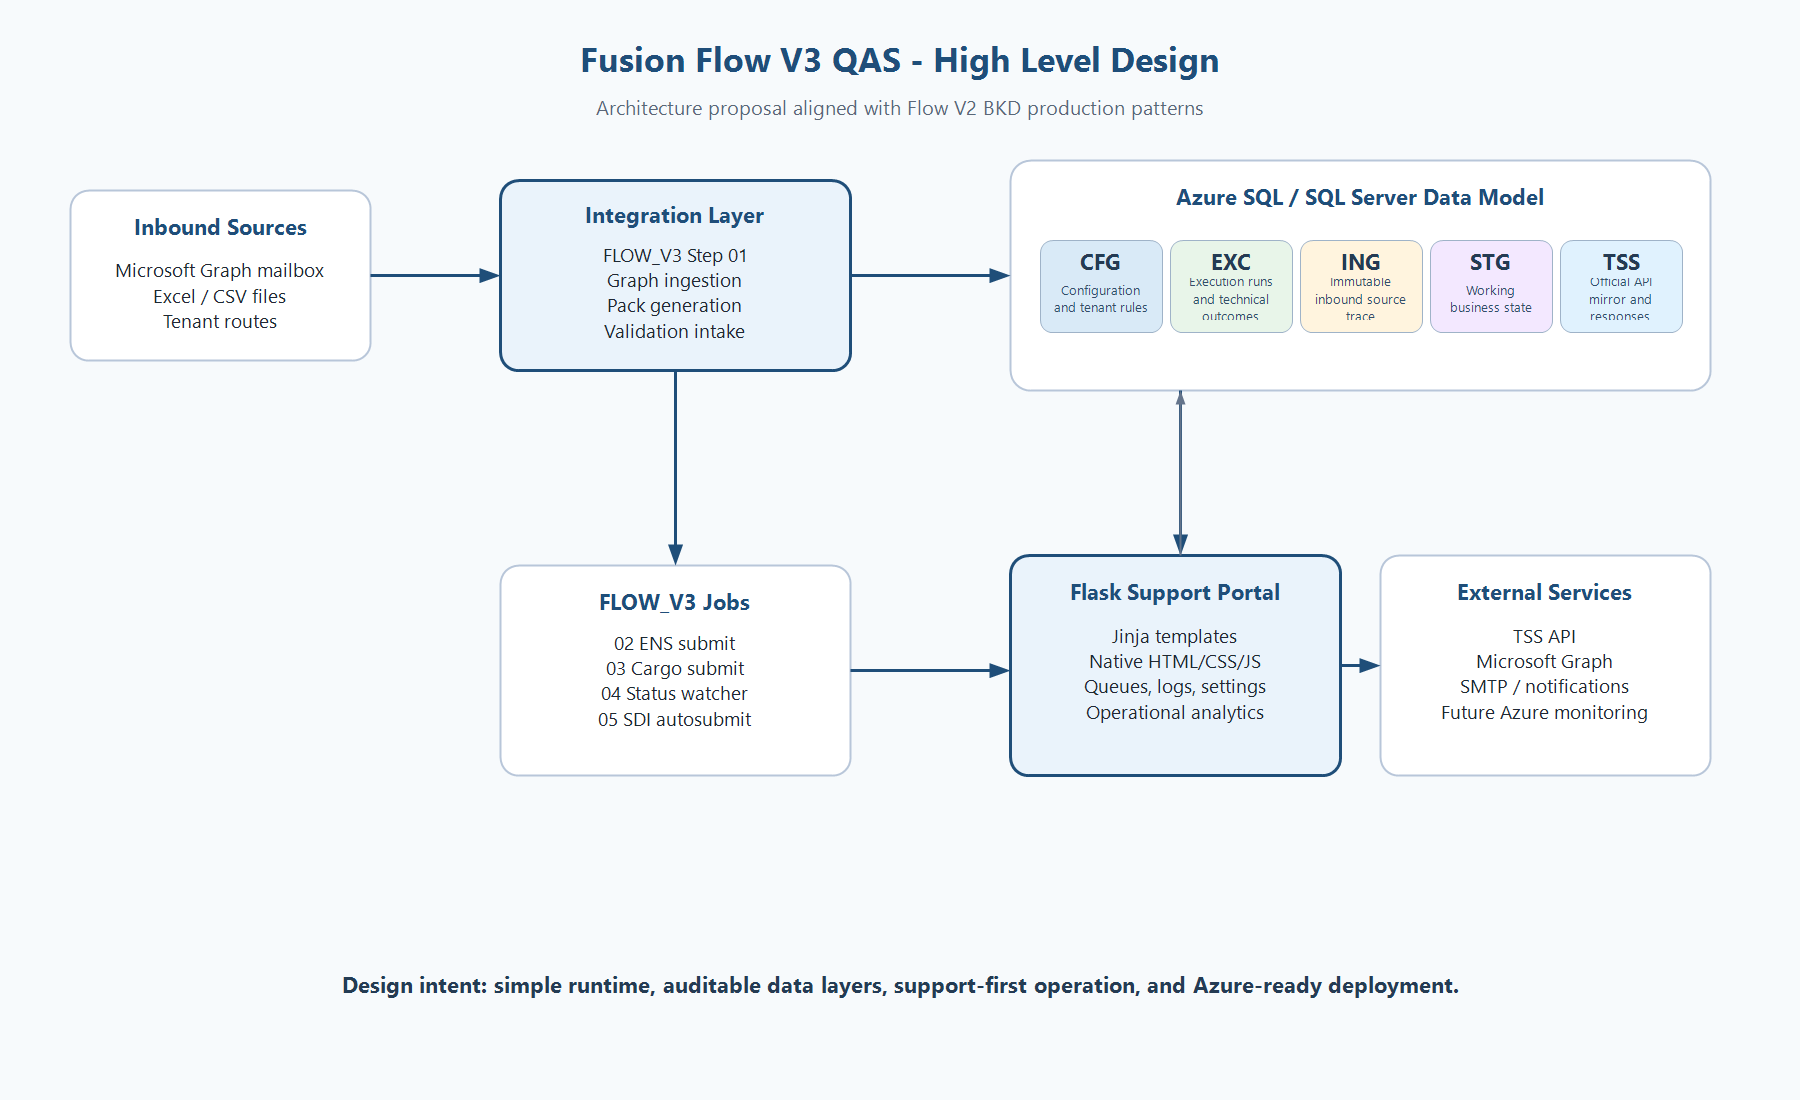 Fusion Flow V3 QAS - High Level Design
Architecture proposal aligned with Flow V2 BKD production patterns
Inbound Sources
Microsoft Graph mailbox
Excel / CSV files
Tenant routes
Integration Layer
FLOW_V3 Step 01
Graph ingestion
Pack generation
Validation intake
Azure SQL / SQL Server Data Model
CFG
Configuration
and tenant rules
EXC
Execution runs
and technical
outcomes
ING
Immutable
inbound source
trace
STG
Working
business state
TSS
Official API
mirror and
responses
FLOW_V3 Jobs
02 ENS submit
03 Cargo submit
04 Status watcher
05 SDI autosubmit
Flask Support Portal
Jinja templates
Native HTML/CSS/JS
Queues, logs, settings
Operational analytics
External Services
TSS API
Microsoft Graph
SMTP / notifications
Future Azure monitoring
Design intent: simple runtime, auditable data layers, support-first operation, and Azure-ready deployment.